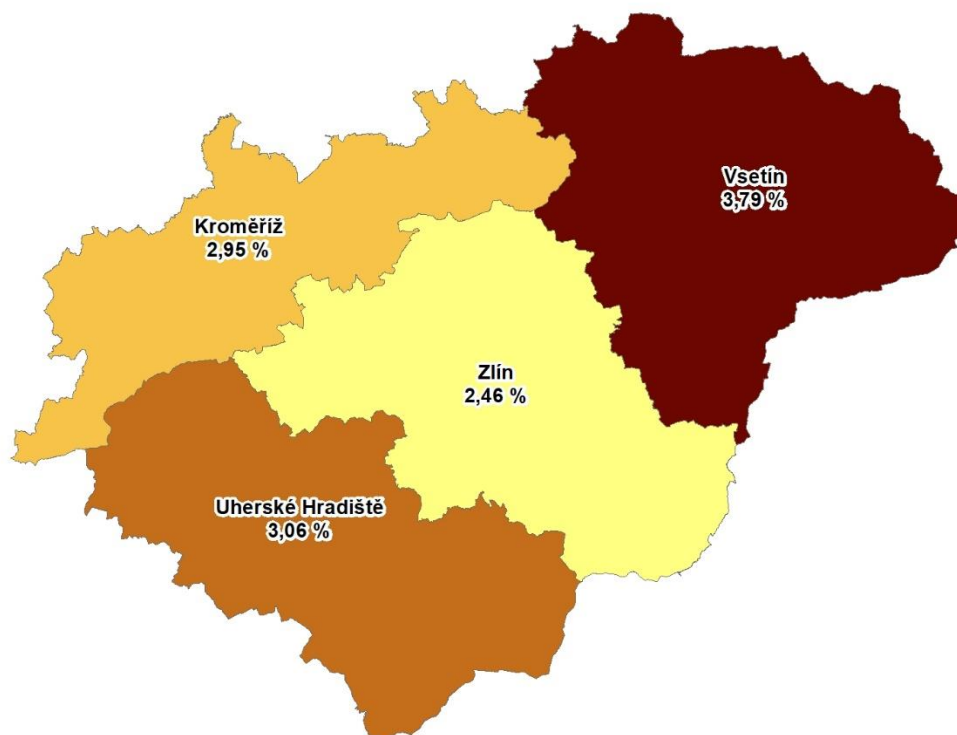 Vsetín
3,79 %
Kroměříž
2,95 %
Zlín
2,46 %
Uherské Hradiště
3,06 %